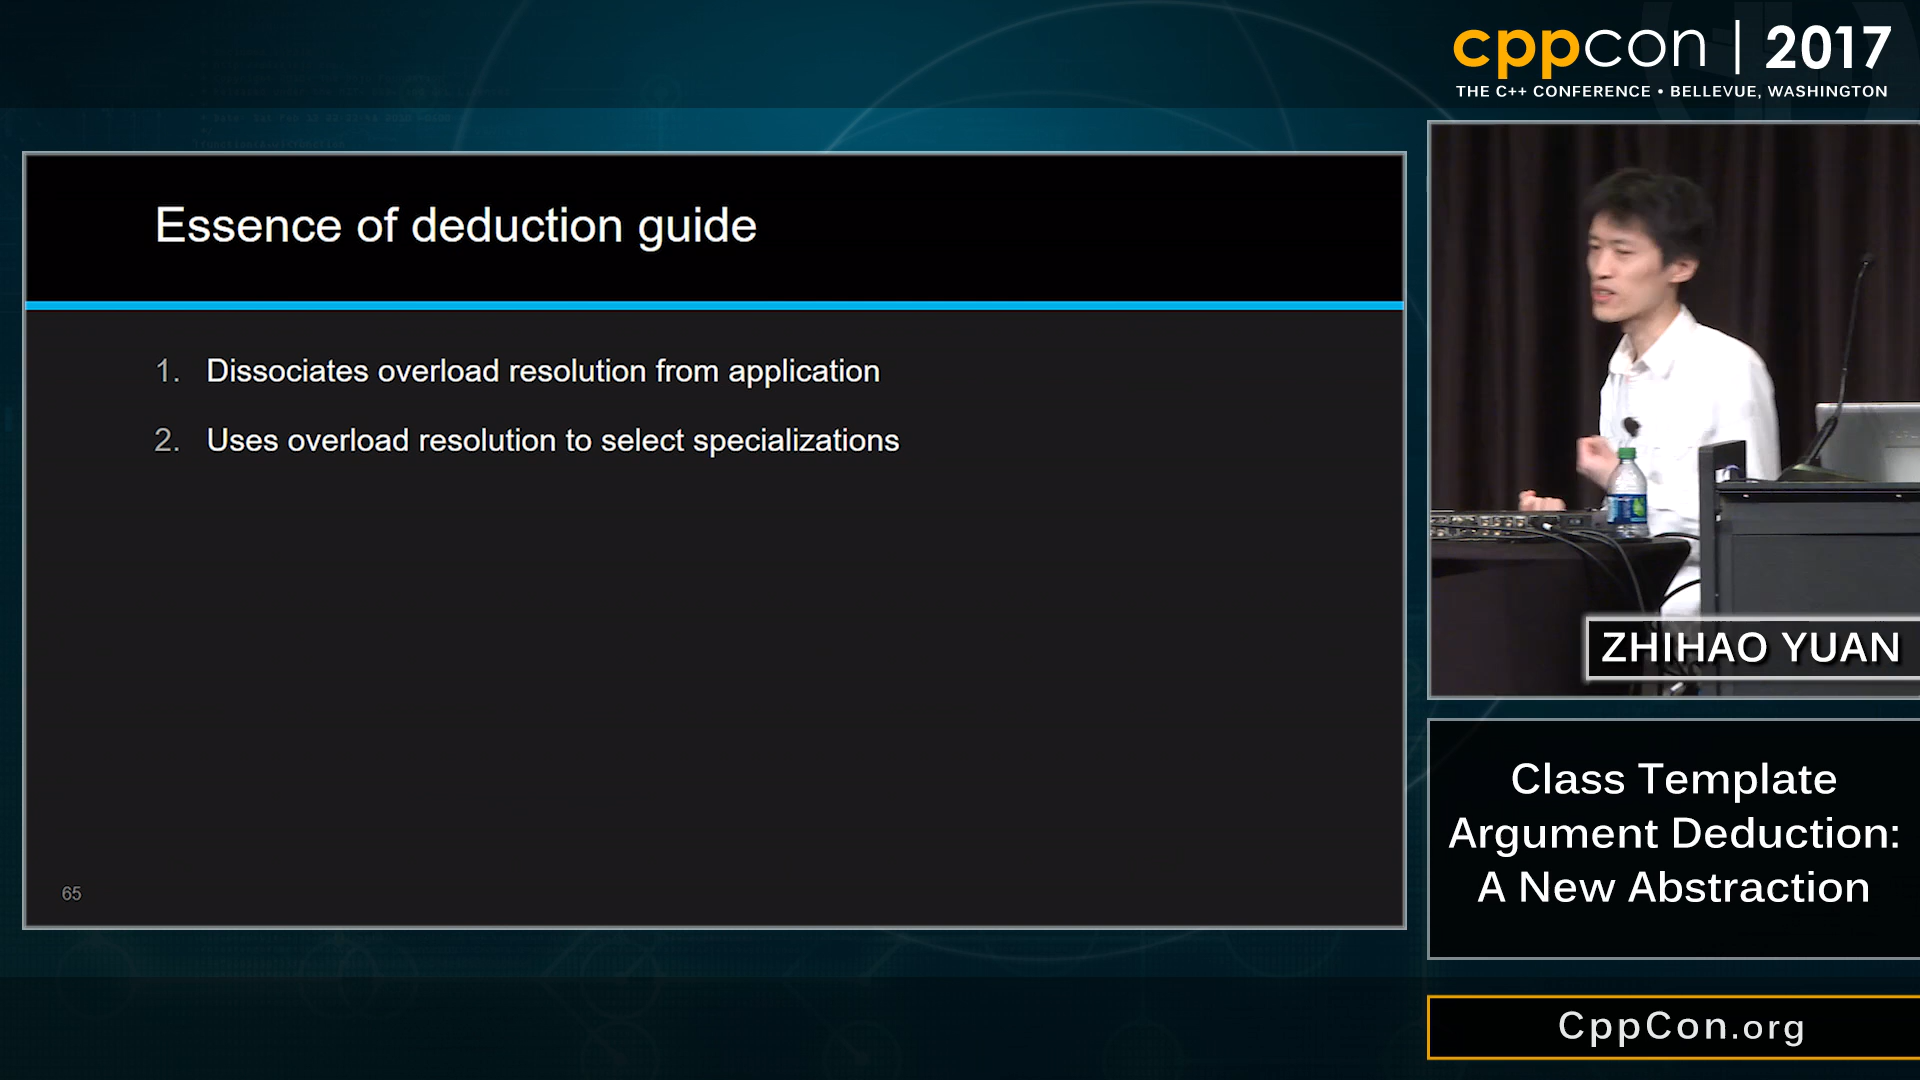 cppcon | 2017
THE C++ CONFERENCE • BELLEVUE, WASHINGTON
Essence of deduction guide
1. Dissociates overload resolution from application
2. Uses overload resolution to select specializations
65
ZHIHAO YUAN
Class Template
Argument Deduction:
A New Abstraction
CppCon.org